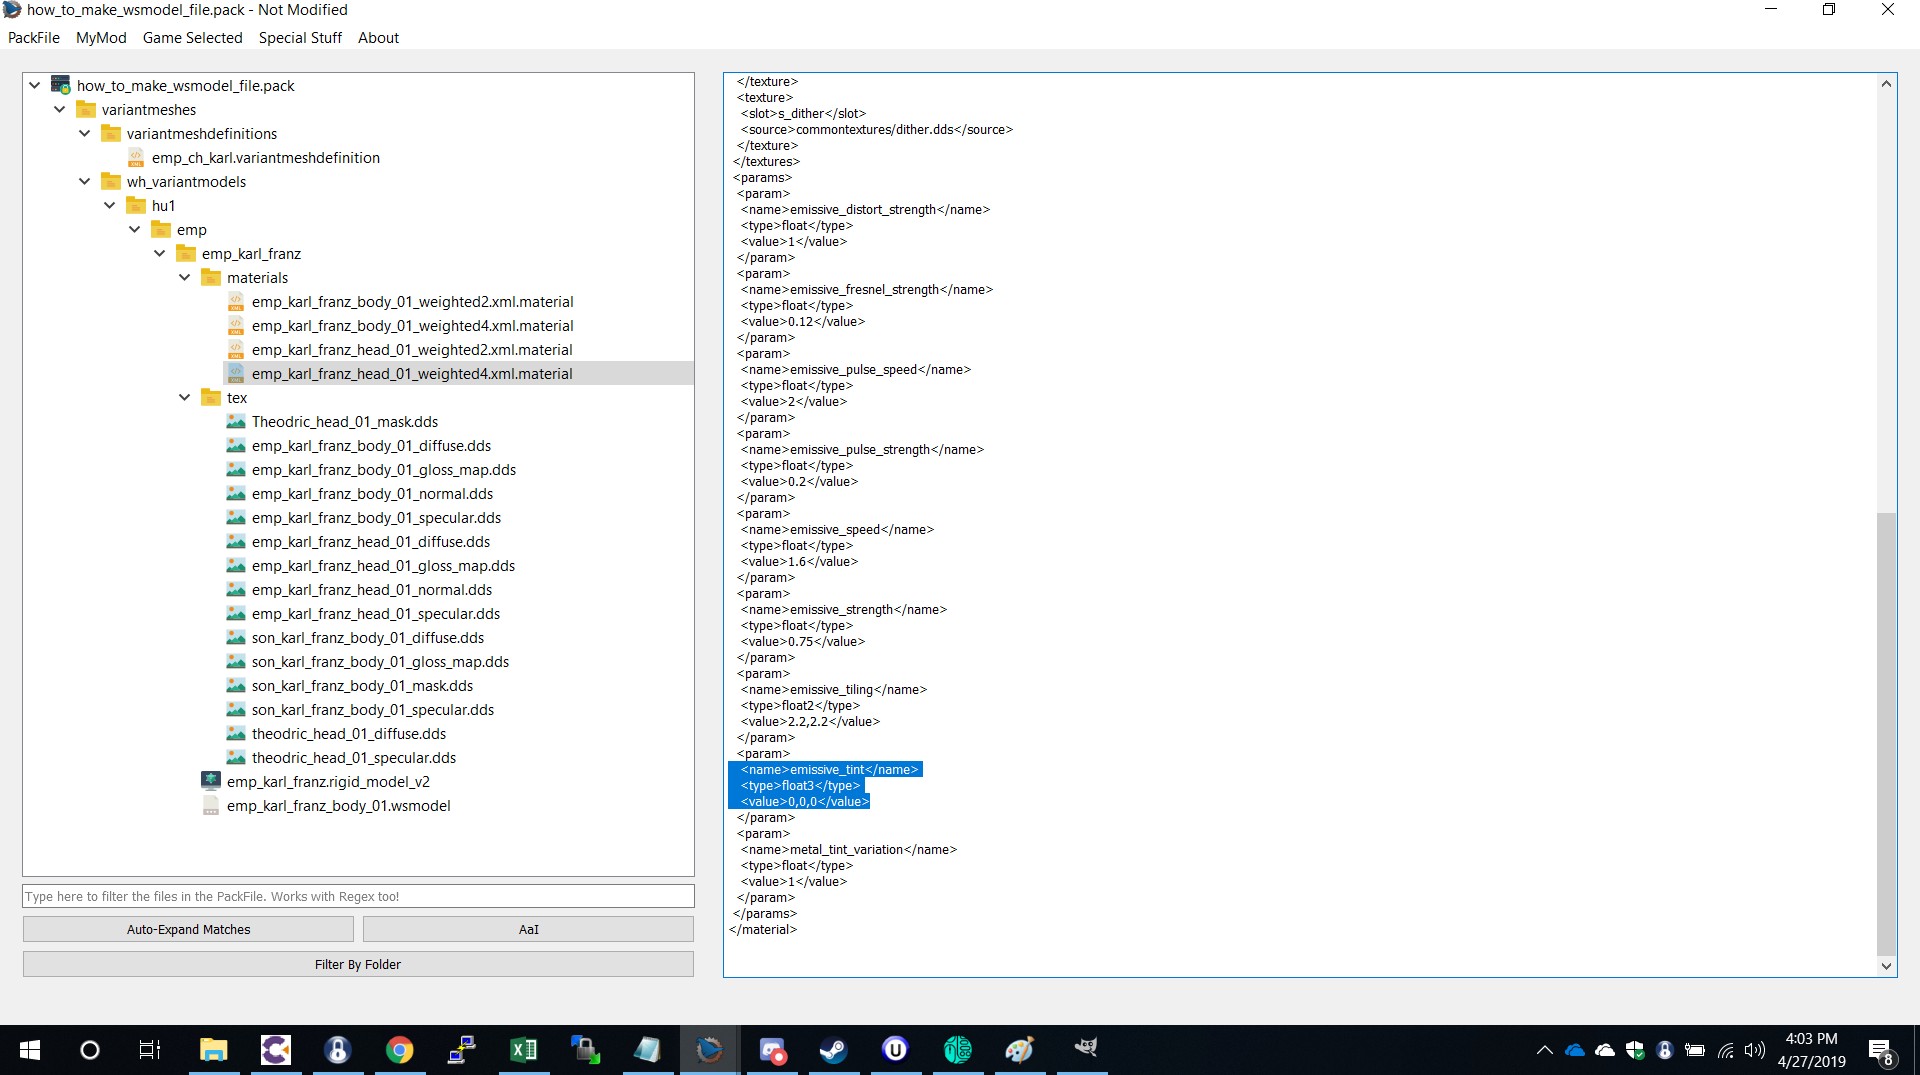 how_to_make_wsmodel_file.pack - Not Modified
PackFile MyMod Game Selected Special Stuff About
how_to_make_wsmodel_file.pack
variantmeshes
variantmeshdefinitions
emp_ch_karl.variantmeshdefinition
wh_variantmodels
hu1
emp
emp_karl_franz
materials
emp_karl_franz_body_01_weighted2.xml.material
emp_karl_franz_body_01_weighted4.xml.material
emp_karl_franz_head_01_weighted2.xml.material
emp_karl_franz_head_01_weighted4.xml.material
tex
Theodric_head_01_mask.dds
emp_karl_franz_body_01_diffuse.dds
emp_karl_franz_body_01_gloss_map.dds
emp_karl_franz_body_01_normal.dds
emp_karl_franz_body_01_specular.dds
emp_karl_franz_head_01_diffuse.dds
emp_karl_franz_head_01_gloss_map.dds
emp_karl_franz_head_01_normal.dds
emp_karl_franz_head_01_specular.dds
son_karl_franz_body_01_diffuse.dds
son_karl_franz_body_01_gloss_map.dds
son_karl_franz_body_01_mask.dds
son_karl_franz_body_01_specular.dds
theodric_head_01_diffuse.dds
theodric_head_01_specular.dds
emp_karl_franz.rigid_model_v2
emp_karl_franz_body_01.wsmodel
Type here to filter the files in the PackFile. Works with Regex too!
Auto-Expand Matches
AaI
Filter By Folder
</texture>
<texture>
<slot>s_dither</slot>
<source>commontextures/dither.dds</source>
</texture>
</textures>
<params>
<param>
<name>emissive_distort_strength</name>
<type>float</type>
<value>1</value>
</param>
<param>
<name>emissive_fresnel_strength</name>
<type>float</type>
<value>0.12</value>
</param>
<param>
<name>emissive_pulse_speed</name>
<type>float</type>
<value>2</value>
</param>
<param>
<name>emissive_pulse_strength</name>
<type>float</type>
<value>0.2</value>
</param>
<param>
<name>emissive_speed</name>
<type>float</type>
<value>1.6</value>
</param>
<param>
<name>emissive_strength</name>
<type>float</type>
<value>0.75</value>
</param>
<param>
<name>emissive_tiling</name>
<type>float2</type>
<value>2.2,2.2</value>
</param>
<param>
<name>emissive_tint</name>
<type>float3</type>
<value>0,0,0</value>
</param>
<param>
<name>metal_tint_variation</name>
<type>float</type>
<value>1</value>
</param>
</params>
</material>
4:03 PM
4/27/2019
8